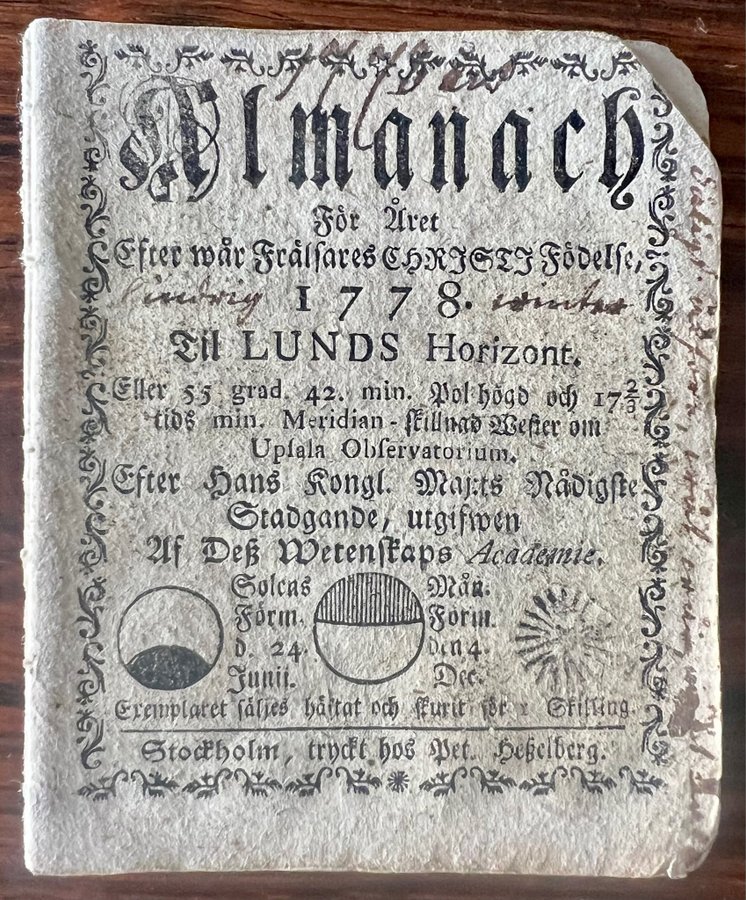 Almanach
För Året
Efter wår Frälsares CHRISTI Födelse,
1778. winter
Til LUNDS Horizont.
Eller 55 grad. 42. min. Pol-högd och 17 2/3
tids min. Meridian-skillnad Wester om
Upsala Observatorium.
Efter Hans Kongl. Maj:ts Nådigste
Stadgande, utgifwen
Af Deß Wetenskaps Academie.
Solens
Förm.
d. 24.
Junii.
Mån.
Form.
den 4.
Dec.
Exemplaret säljes häftat och skurit för 1 Skilling.
Stockholm, tryckt hos Pet. Heßelberg.